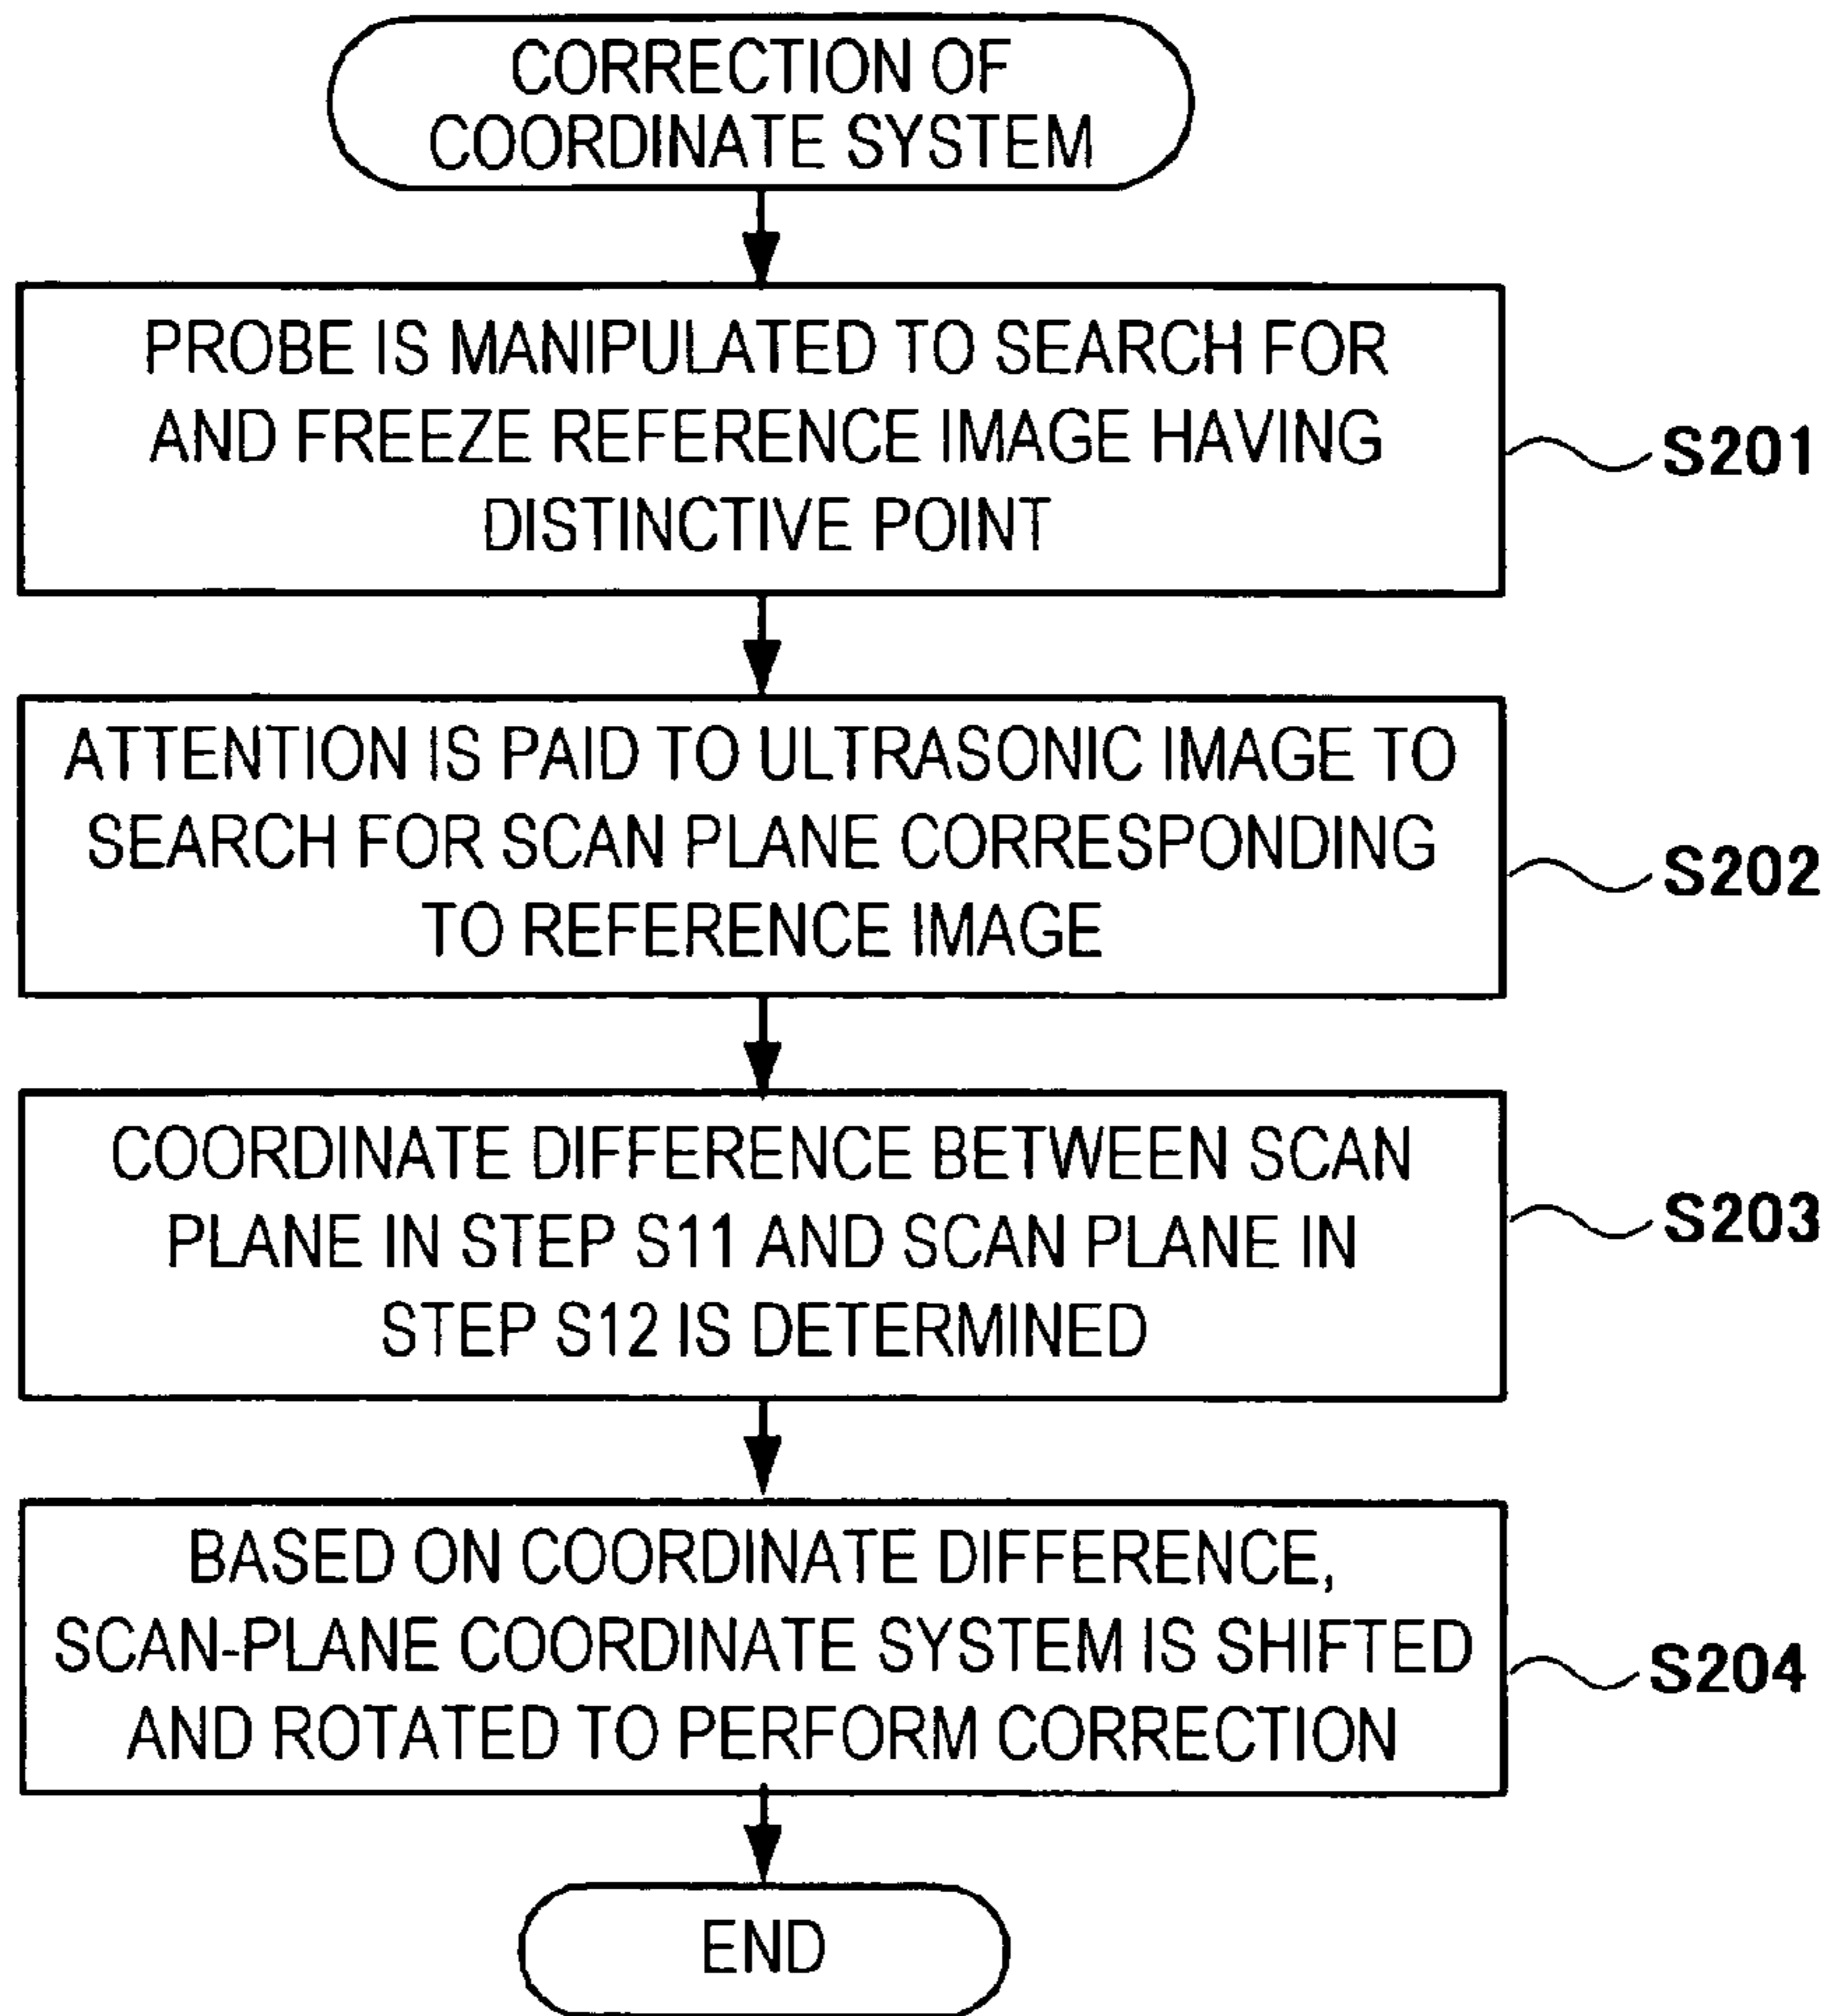 CORRECTION OF
COORDINATE SYSTEM
PROBE IS MANIPULATED TO SEARCH FOR
AND FREEZE REFERENCE IMAGE HAVING
DISTINCTIVE POINT
S201
ATTENTION IS PAID TO ULTRASONIC IMAGE TO
SEARCH FOR SCAN PLANE CORRESPONDING
TO REFERENCE IMAGE
S202
COORDINATE DIFFERENCE BETWEEN SCAN
PLANE IN STEP S11 AND SCAN PLANE IN
STEP S12 IS DETERMINED
S203
BASED ON COORDINATE DIFFERENCE,
SCAN-PLANE COORDINATE SYSTEM IS SHIFTED
AND ROTATED TO PERFORM CORRECTION
S204
END